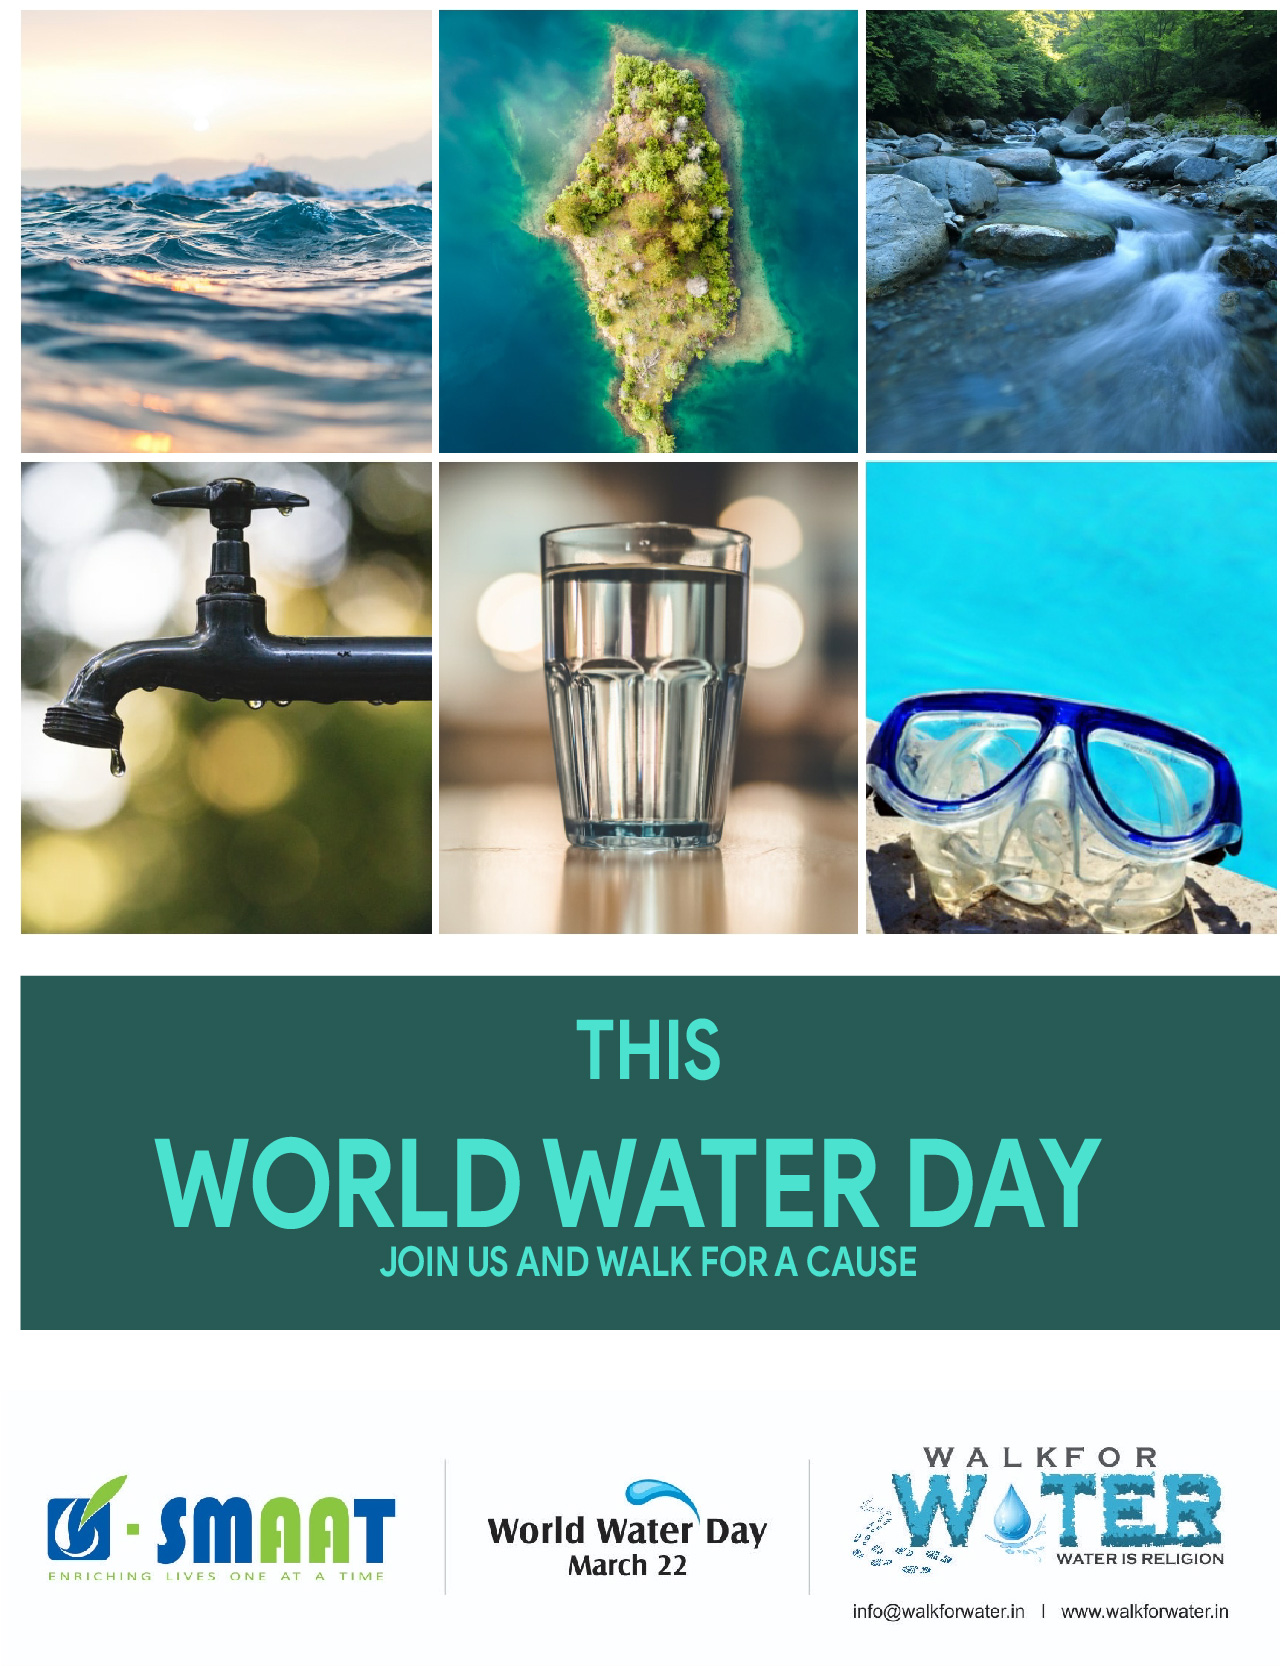 THIS
WORLD WATER DAY
JOIN US AND WALK FOR A CAUSE
- SMAAT
ENRICHING LIVES ONE AT A TIME
World Water Day
March 22
WALKFOR
WATER
WATER IS RELIGION
info@walkforwater.in | www.walkforwater.in